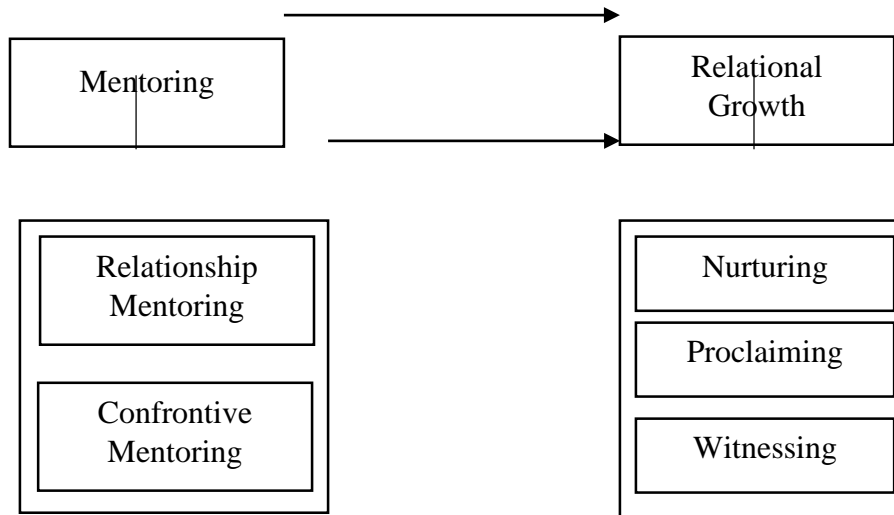 Mentoring
Relational
Growth
Relationship
Mentoring
Confrontive
Mentoring
Nurturing
Proclaiming
Witnessing